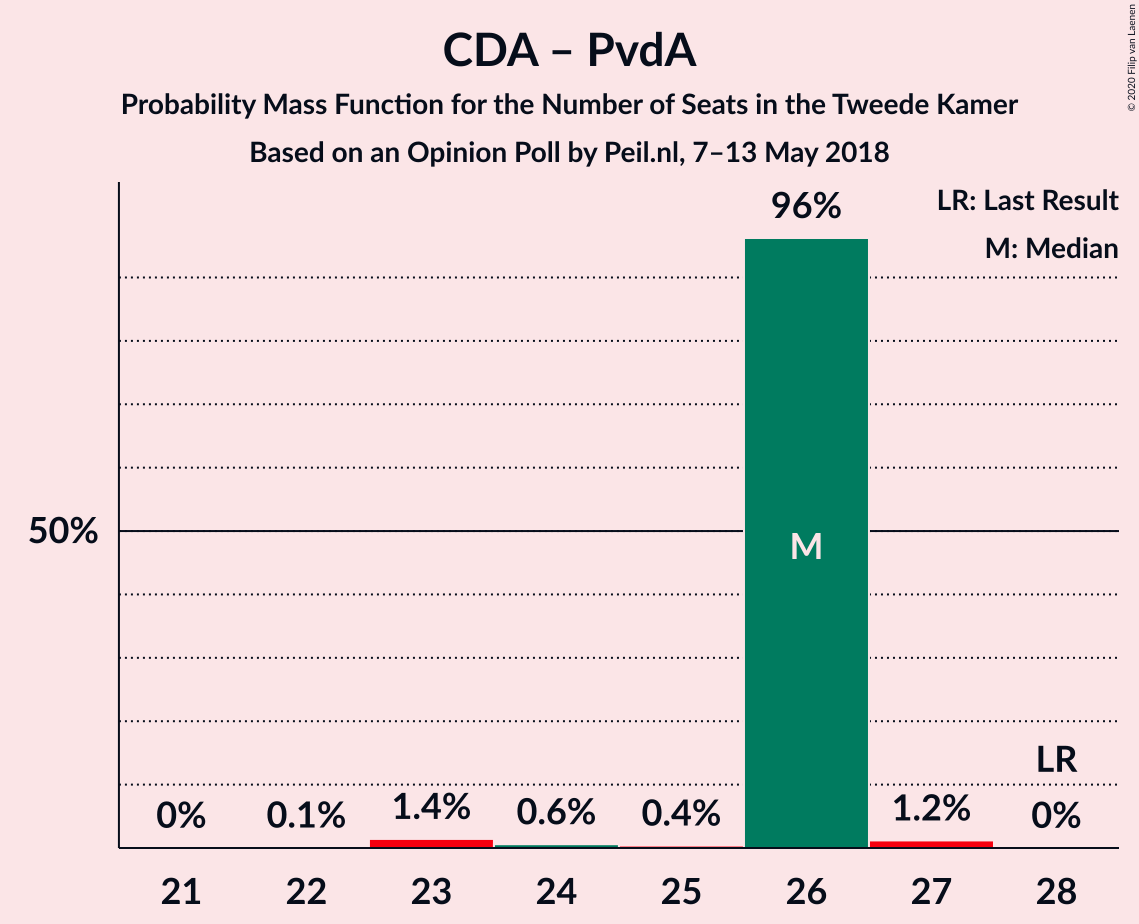 CDA – PvdA
Probability Mass Function for the Number of Seats in the Tweede Kamer
Based on an Opinion Poll by Peil.nl, 7–13 May 2018
© 2020 Filip van Laenen
LR: Last Result
M: Median
96%
50%
M
LR
0% 0.1% 1.4% 0.6% 0.4% 1.2% 0%
21 22 23 24 25 26 27 28